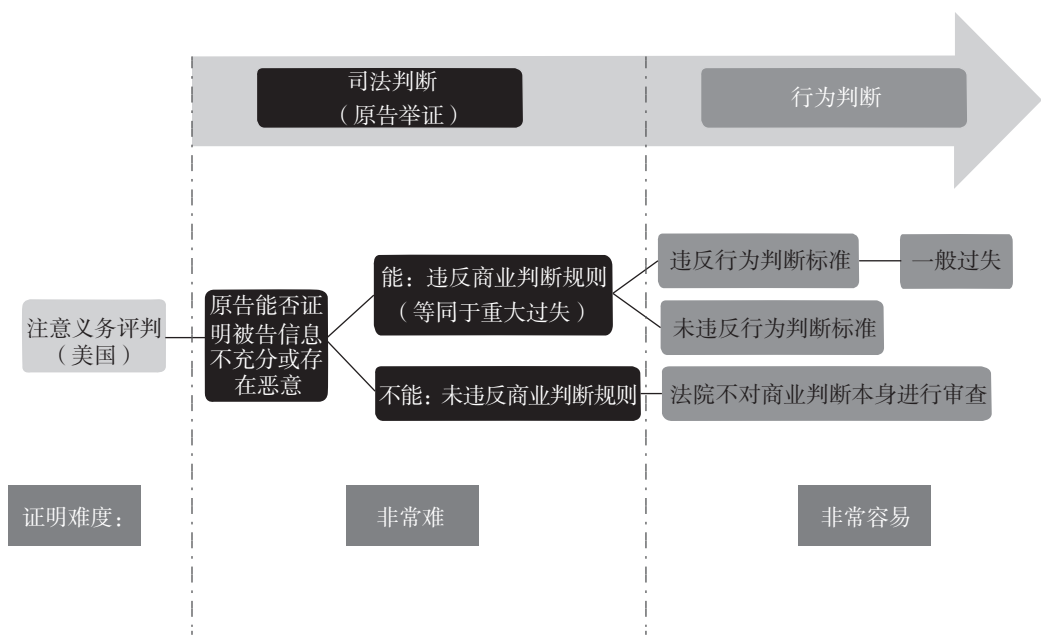 司法判断
（原告举证）
行为判断
注意义务评判
（美国）
原告能否证
明被告信息
不充分或存
在恶意
能：违反商业判断规则
（等同于重大过失）
不能：未违反商业判断规则
违反行为判断标准
一般过失
未违反行为判断标准
法院不对商业判断本身进行审查
证明难度：
非常难
非常容易